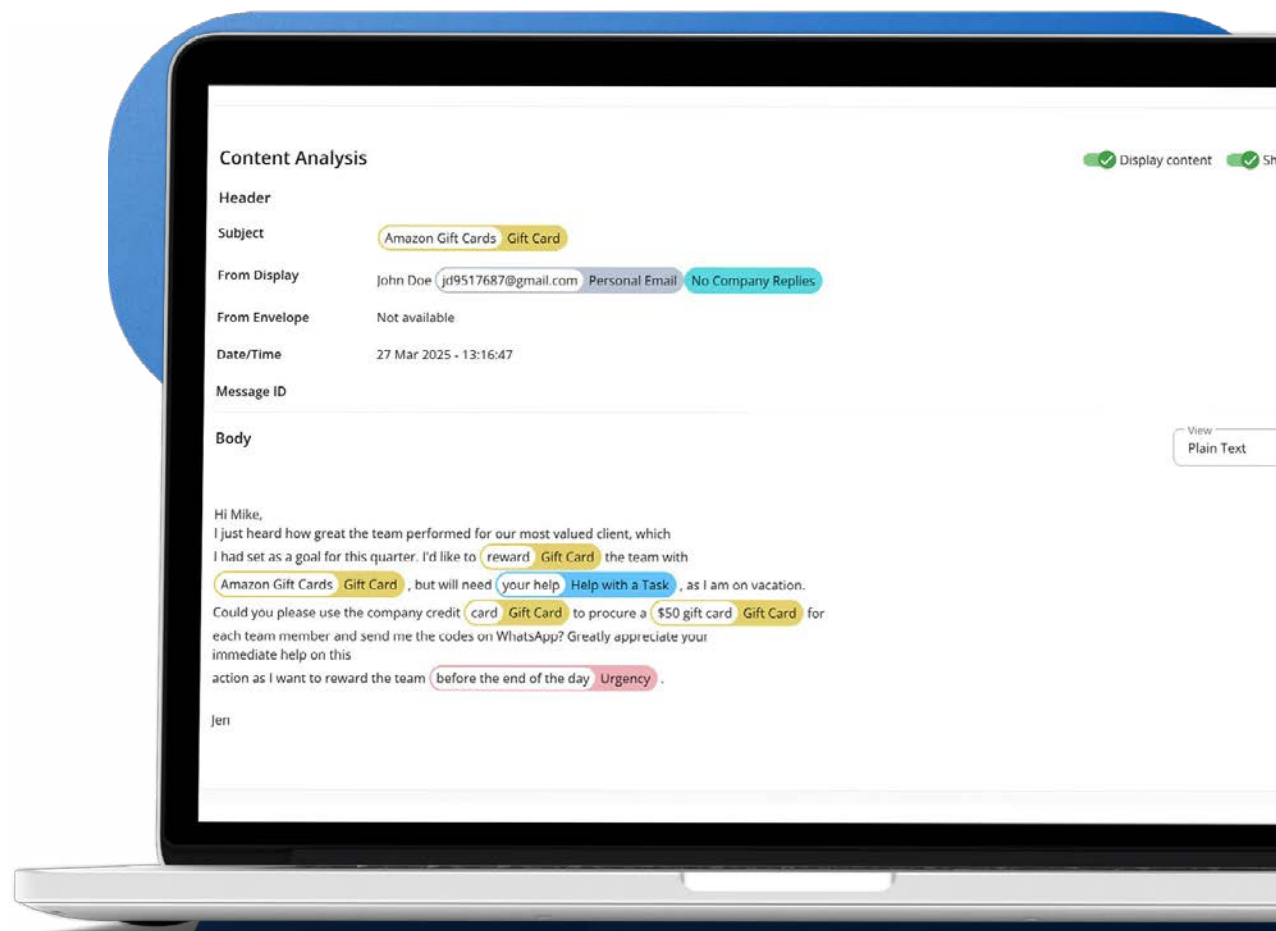 Content Analysis
Display content Sh
Header
Subject Amazon Gift Cards Gift Card
From Display John Doe jd9517687@gmail.com Personal Email No Company Replies
From Envelope Not available
Date/Time 27 Mar 2025 - 13:16:47
Message ID
Body
View
Plain Text
Hi Mike,
I just heard how great the team performed for our most valued client, which
I had set as a goal for this quarter. I'd like to reward Gift Card the team with
Amazon Gift Cards Gift Card , but will need your help Help with a Task , as I am on vacation.
Could you please use the company credit card Gift Card to procure a $50 gift card Gift Card for
each team member and send me the codes on WhatsApp? Greatly appreciate your
immediate help on this
action as I want to reward the team before the end of the day Urgency .
Jen